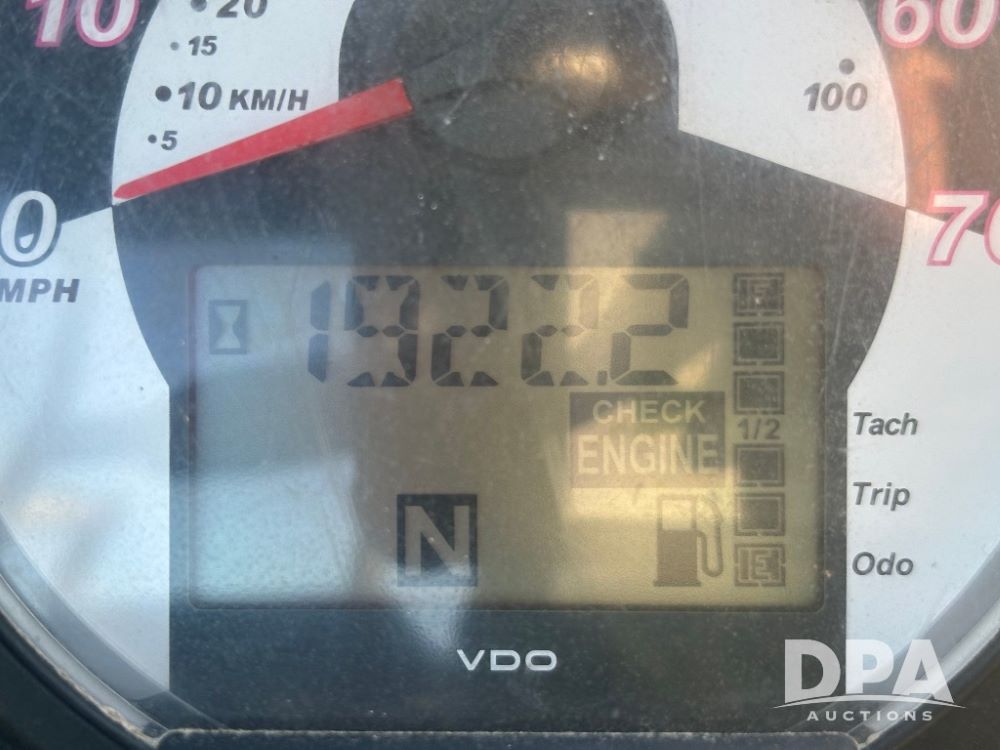 10
20
15
10 KM/H
5
0
MPH
60
100
70
1922.2
F
CHECK
ENGINE
1/2
N
E
Tach
Trip
Odo
VDO
DPA
AUCTIONS